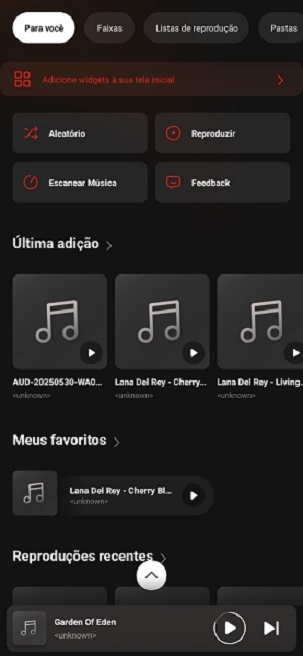 Para você
Faixas
Listas de reprodução
Pastas
Adicione widgets à sua tela inicial
Aleatório
Reproduzir
Escanear Música
Feedback
Última adição
AUD-20250530-WA0...
Lana Del Rey - Cherry...
Lana Del Rey - Living.
<unknown>
<unknown>
<unknown>
Meus favoritos
Lana Del Rey - Cherry Bl...
<unknown>
Reproduções recentes
Garden Of Eden
<unknown>